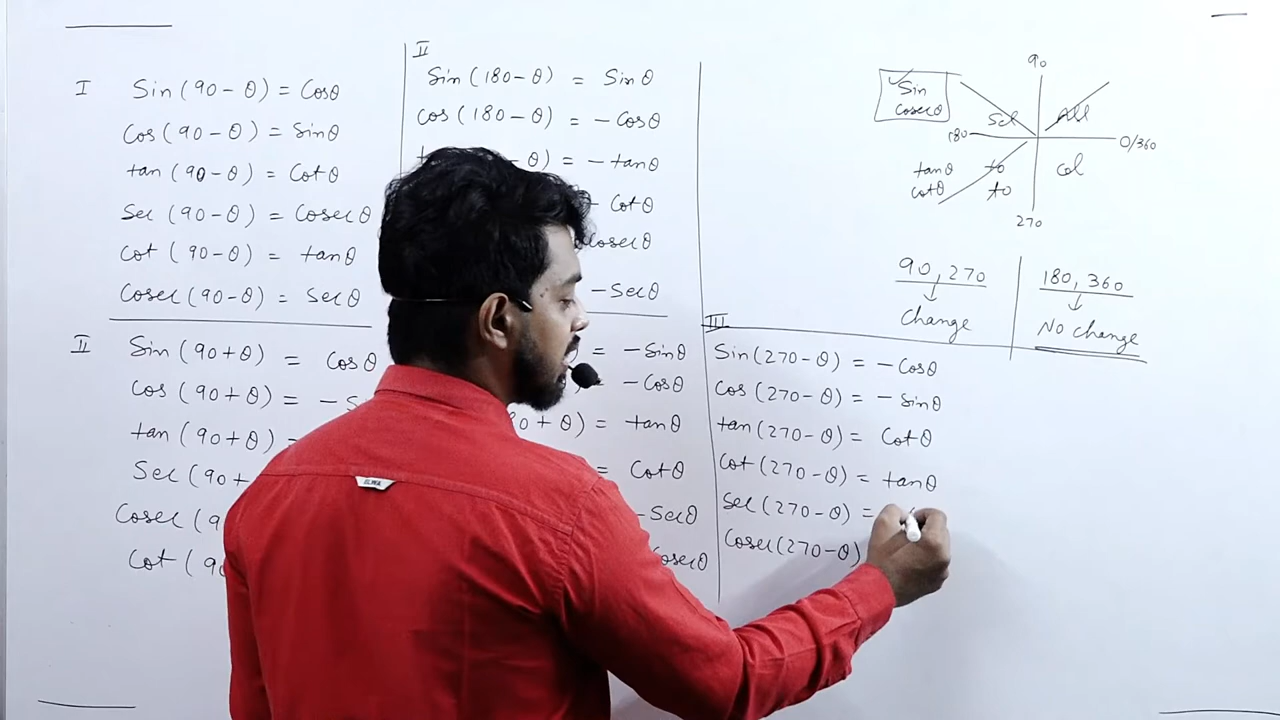 I
Sin (90 - θ) = Cosθ
Cos (90 - θ) = Sinθ
tan (90 - θ) = Cotθ
Sec (90 - θ) = Cosecθ
Cot (90 - θ) = tanθ
Cosec (90 - θ) = Secθ
II
Sin (90 + θ) = Cosθ
Cos (90 + θ) = - S
tan (90 + θ) =
Sec (90 +
Cosec (9
Cot (90
II
Sin (180 - θ) = Sinθ
Cos (180 - θ) = - Cosθ
- θ) = - tanθ
Cotθ
Cosecθ
- Secθ
= - Sinθ
- Cosθ
0 + θ) = tanθ
= Cotθ
- Secθ
osecθ
III
Sin (270 - θ) = - Cosθ
Cos (270 - θ) = - Sinθ
tan (270 - θ) = Cotθ
Cot (270 - θ) = tanθ
Sec (270 - θ) =
Cosec (270 - θ)
90
Sin
Cosecθ
All
180
0/360
tanθ
to
Cotθ
to
270
90, 270
Change
180, 360
No Change